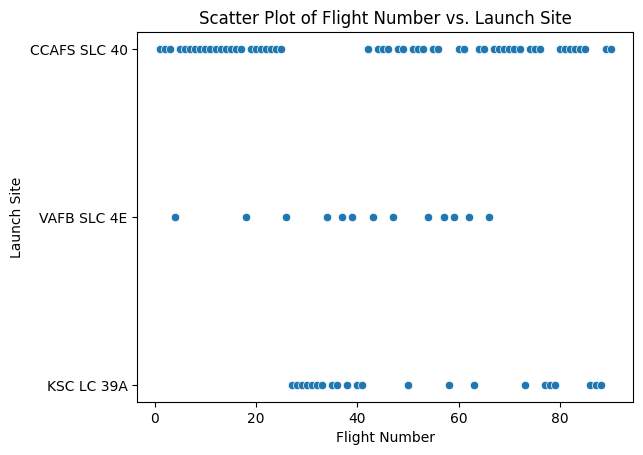 Scatter Plot of Flight Number vs. Launch Site
CCAFS SLC 40
VAFB SLC 4E
KSC LC 39A
Launch Site
0 20 40 60 80
Flight Number